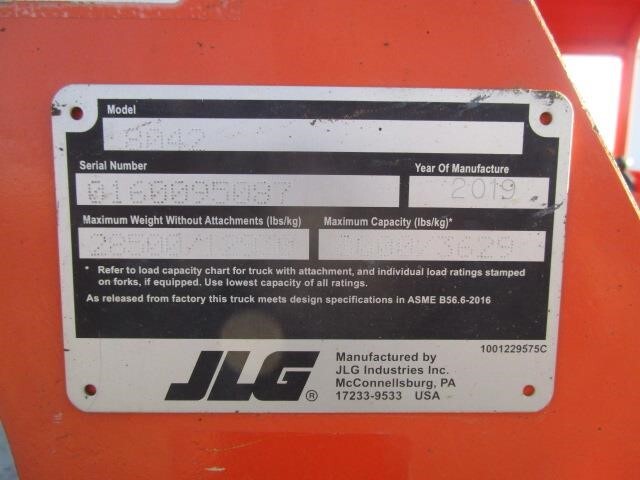 Model
8042
Serial Number
0160095087
Year Of Manufacture
2019
Maximum Weight Without Attachments (lbs/kg)
Maximum Capacity (lbs/kg)*
* Refer to load capacity chart for truck with attachment, and individual load ratings stamped
on forks, if equipped. Use lowest capacity of all ratings.
As released from factory this truck meets design specifications in ASME B56.6-2016
1001229575C
JLG ®
Manufactured by
JLG Industries Inc.
McConnellsburg, PA
17233-9533 USA